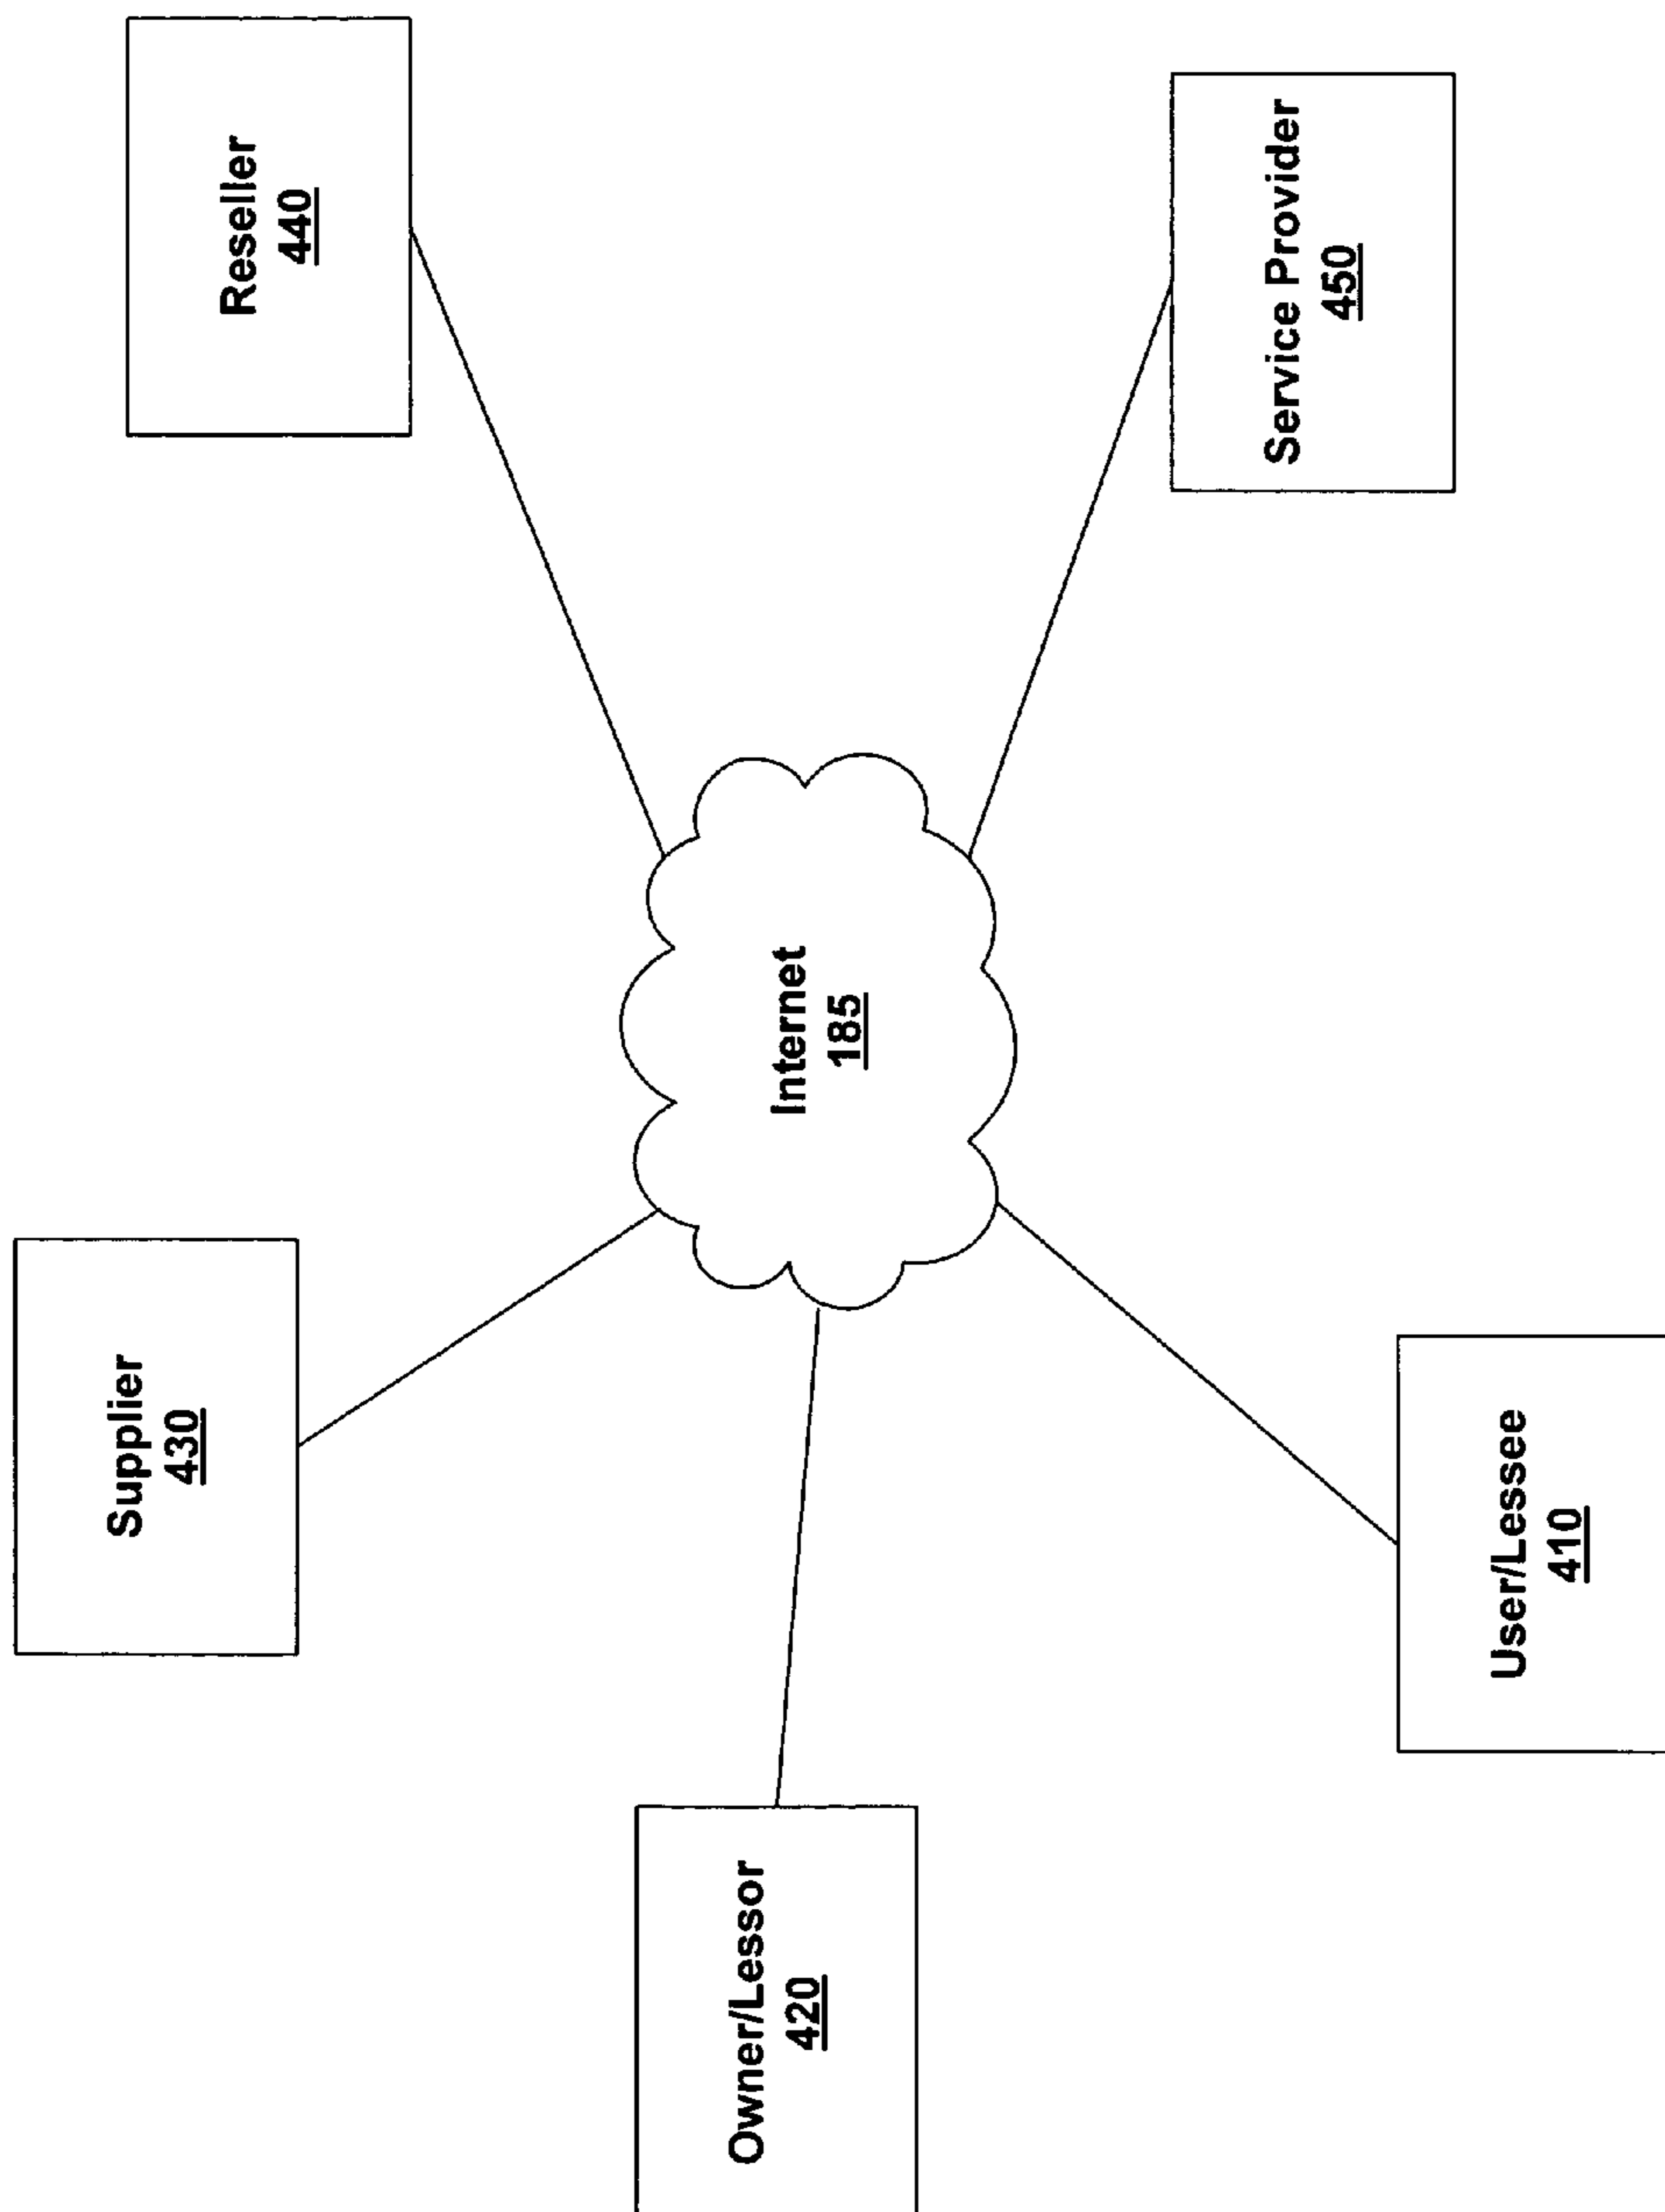 Supplier
430
Reseller
440
Owner/Lessor
420
Internet
185
User/Lessee
410
Service Provider
450